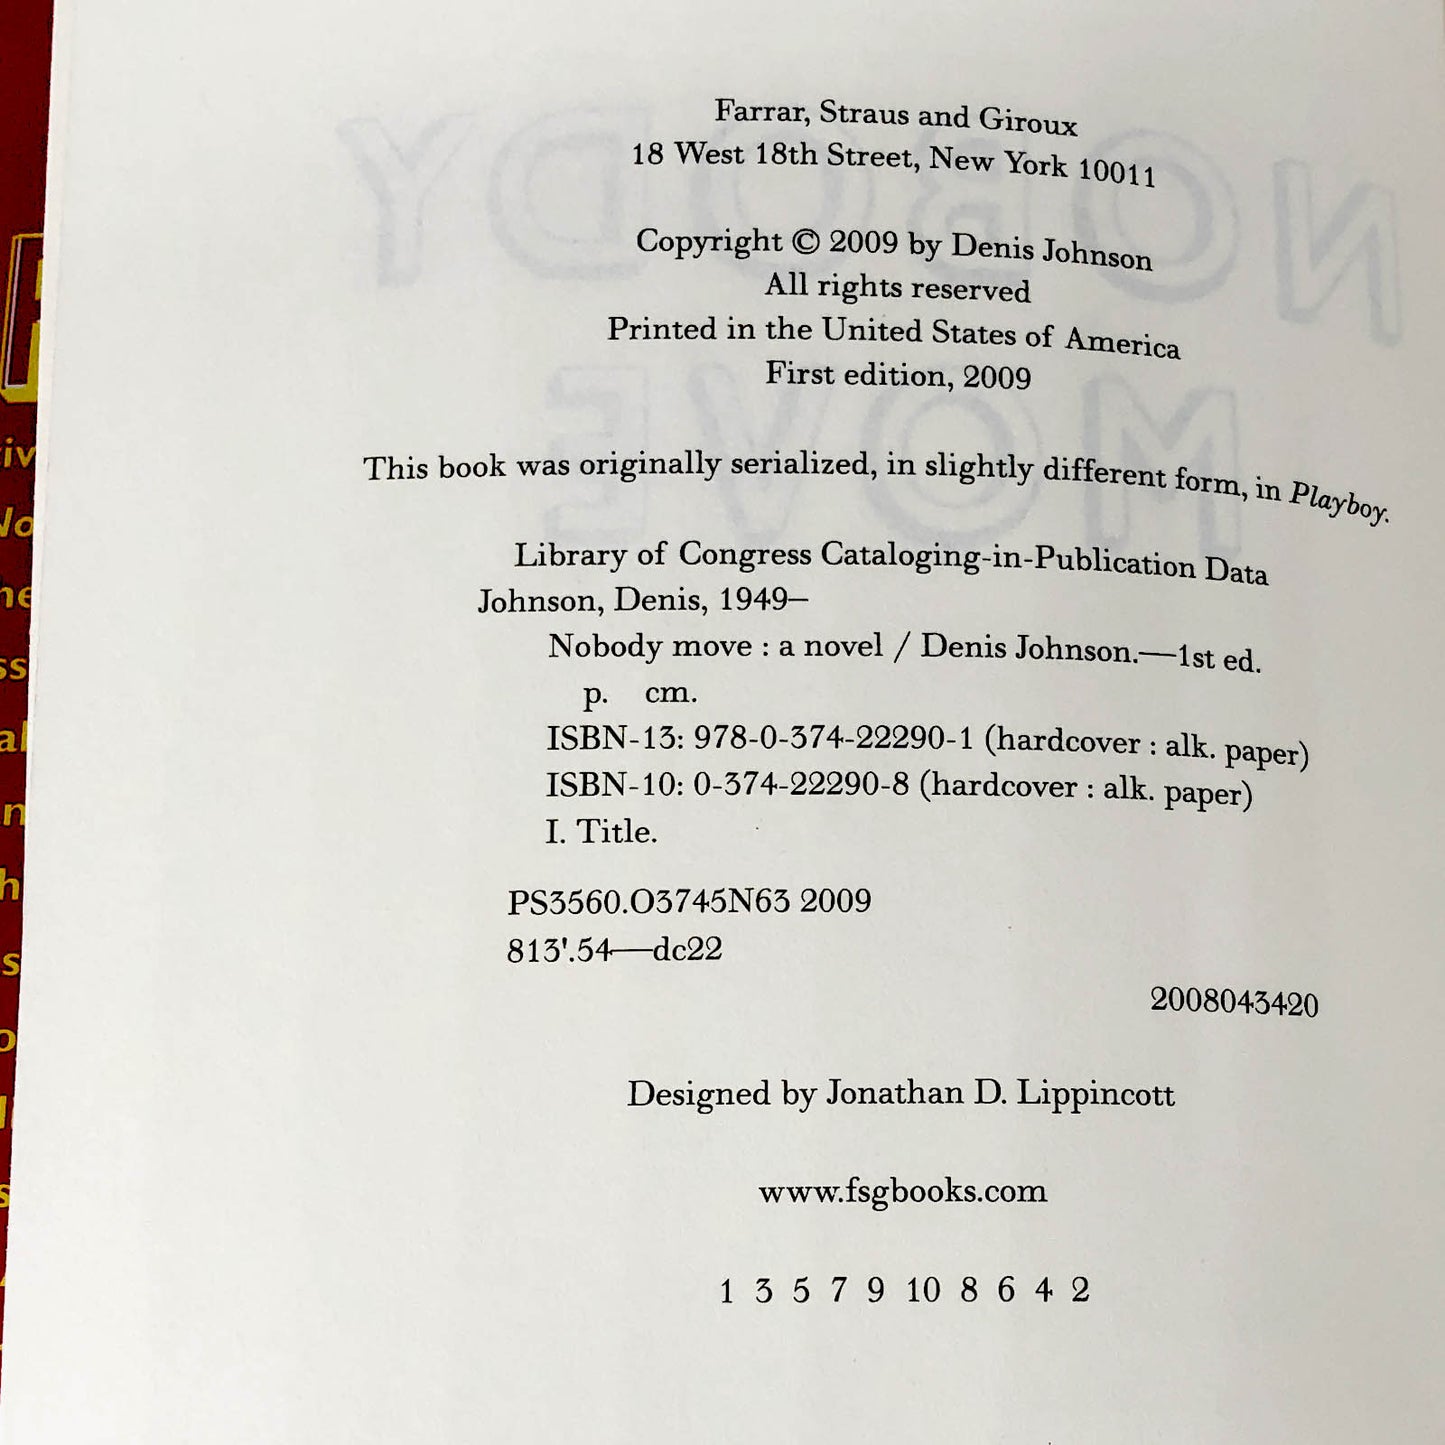 Farrar, Straus and Giroux
18 West 18th Street, New York 10011
Copyright © 2009 by Denis Johnson
All rights reserved
Printed in the United States of America
First edition, 2009
This book was originally serialized, in slightly different form, in Playboy.
Library of Congress Cataloging-in-Publication Data
Johnson, Denis, 1949–
Nobody move : a novel / Denis Johnson.—1st ed.
p. cm.
ISBN-13: 978-0-374-22290-1 (hardcover : alk. paper)
ISBN-10: 0-374-22290-8 (hardcover : alk. paper)
I. Title.
PS3560.O3745N63 2009
813'.54—dc22
2008043420
Designed by Jonathan D. Lippincott
www.fsgbooks.com
1 3 5 7 9 10 8 6 4 2
NOBODY
MOVE